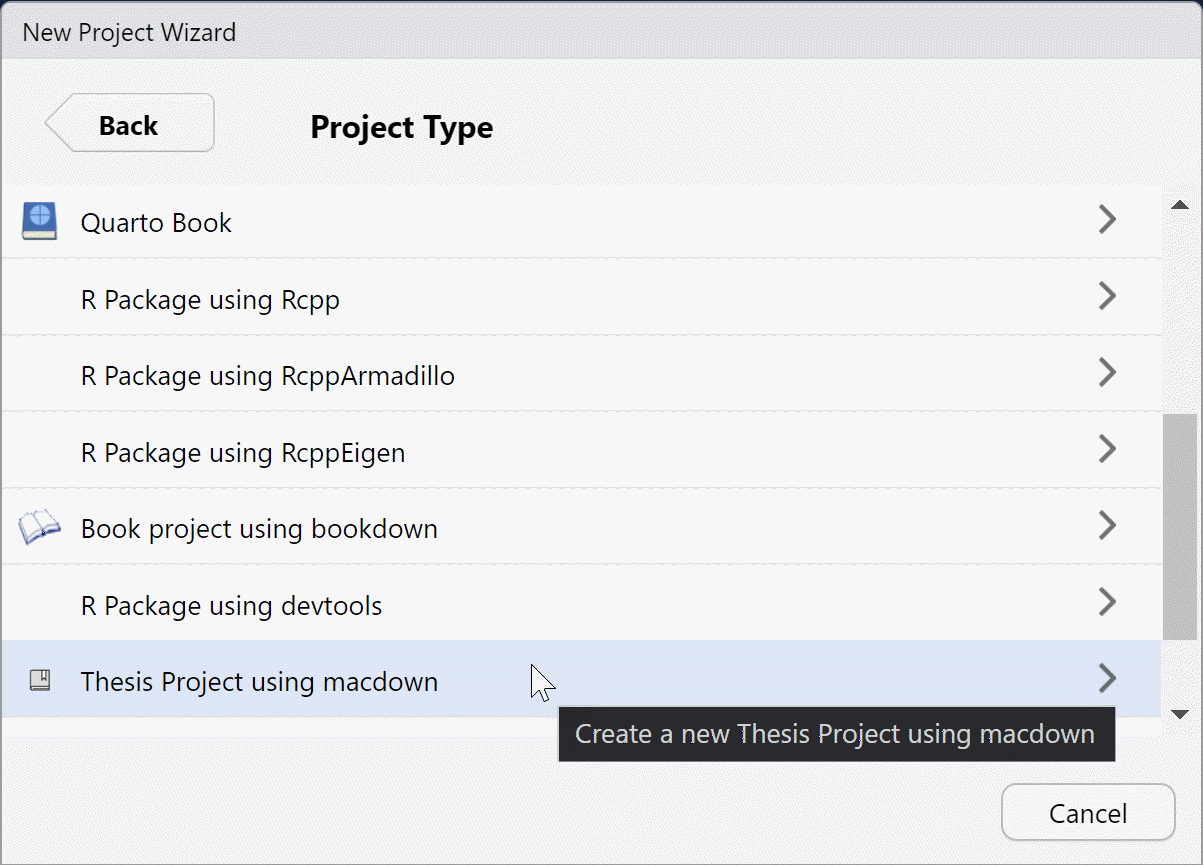 New Project Wizard
Back
Project Type
Quarto Book
R Package using Rcpp
R Package using RcppArmadillo
R Package using RcppEigen
Book project using bookdown
R Package using devtools
Thesis Project using macdown
Create a new Thesis Project using macdown
Cancel